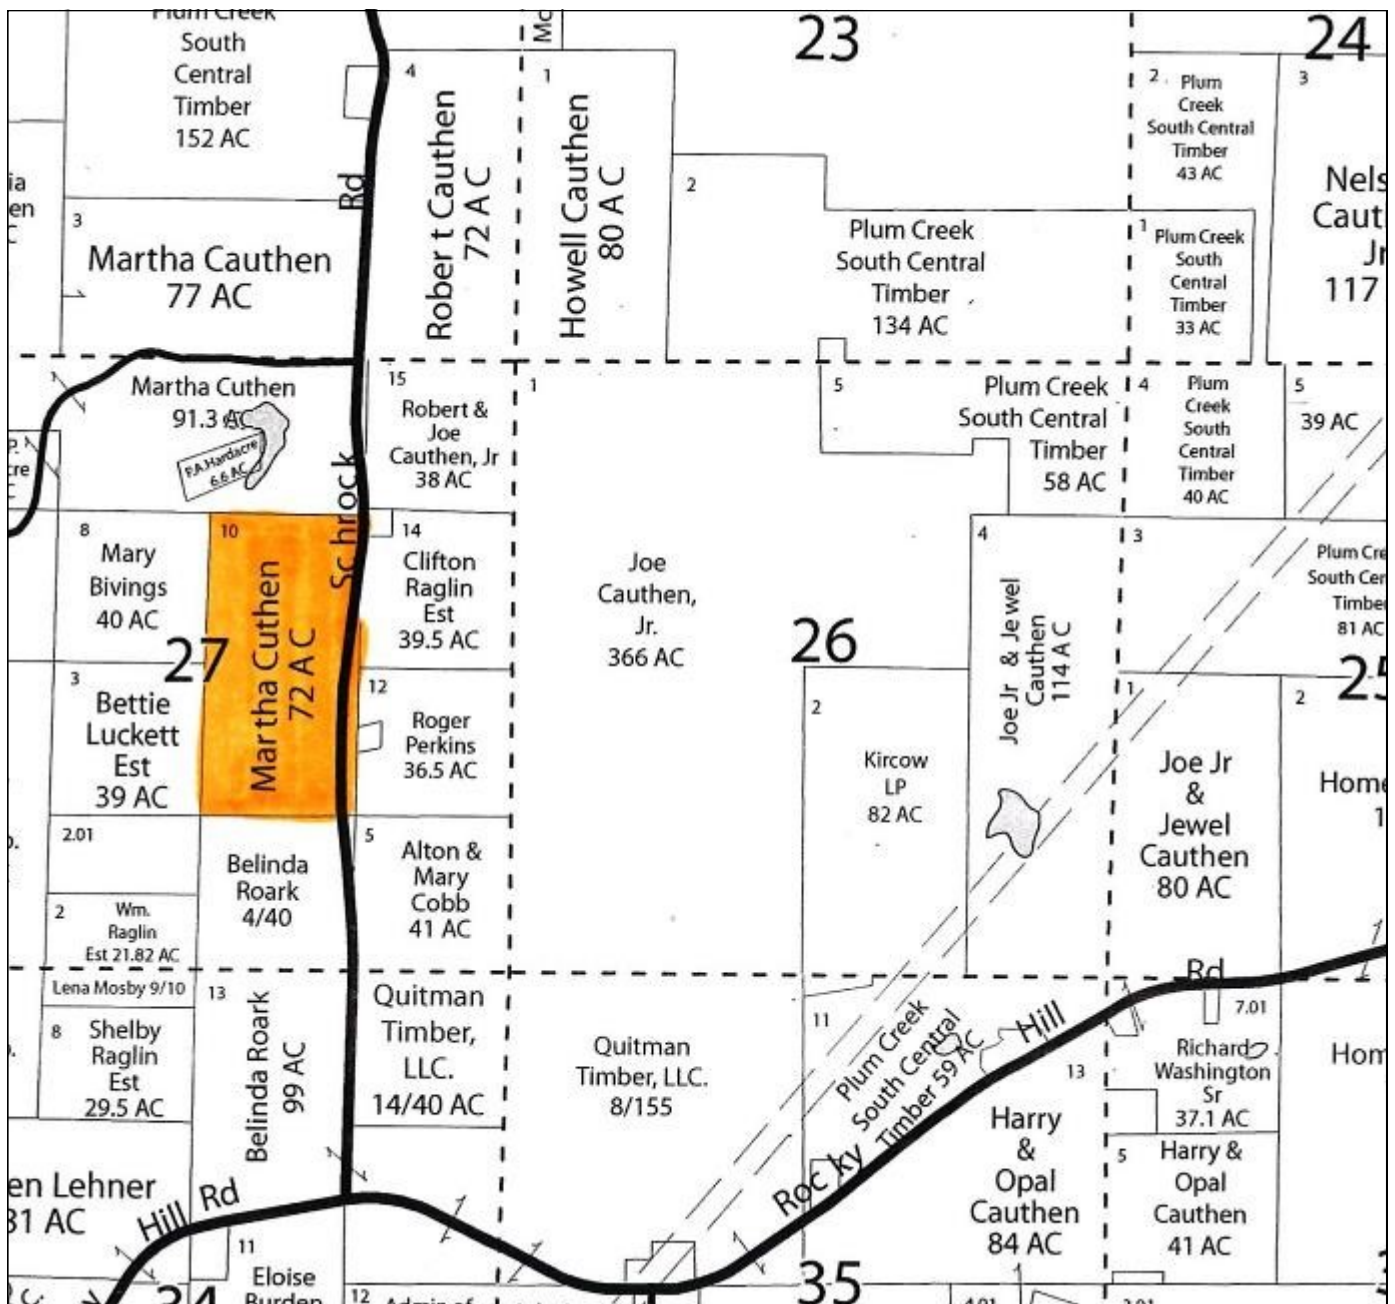 Plum Creek
South
Central
Timber
152 AC
3
Martha Cauthen
77 AC
Rd
4
Rober t Cauthen
72 A C
1
Howell Cauthen
80 A C
23
2
Plum Creek
South Central
Timber
134 AC
24
2
Plum
Creek
South Central
Timber
43 AC
3
1
Plum Creek
South
Central
Timber
33 AC
117
Martha Cuthen
91.3 AC
P.A.Hardacre
6.6 AC
15
Robert &
Joe
Cauthen, Jr
38 AC
Sc hrock
1
Joe
Cauthen,
Jr.
366 AC
5
Plum Creek
South Central
Timber
58 AC
4
Plum
Creek
South
Central
Timber
40 AC
5
39 AC
8
Mary
Bivings
40 AC
27
10
Martha Cuthen
72 A C
14
Clifton
Raglin
Est
39.5 AC
26
4
Joe Jr & Je wel
Cauthen
114 A C
3
Plum Cre
South Cen
Timber
81 AC
25
3
Bettie
Luckett
Est
39 AC
12
Roger
Perkins
36.5 AC
2
Kircow
LP
82 AC
1
Joe Jr
&
Jewel
Cauthen
80 AC
2
Home
1
2.01
Belinda
Roark
4/40
5
Alton &
Mary
Cobb
41 AC
2
Wm.
Raglin
Est 21.82 AC
Lena Mosby 9/10
8
Shelby
Raglin
Est
29.5 AC
13
Belinda Roark
99 AC
Quitman
Timber,
LLC.
14/40 AC
Quitman
Timber, LLC.
8/155
11
Plum Creek
South Central
Timber 59 AC
Roc ky
Hill
Rd
7.01
Richard
Washington
Sr
37.1 AC
Hom
13
Harry
&
Opal
Cauthen
84 AC
5
Harry &
Opal
Cauthen
41 AC
en Lehner
31 AC
Hill Rd
11
Eloise
Burden
34
12
Admin of
35
4.01